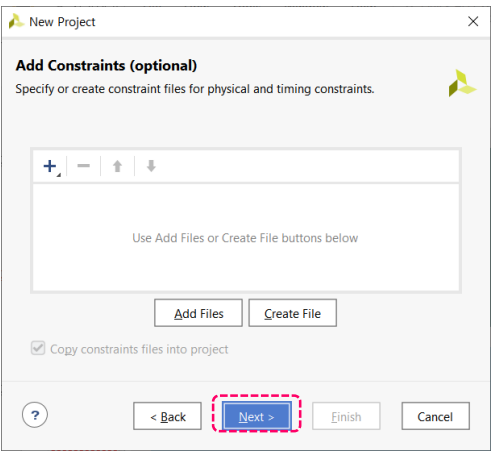 New Project
Add Constraints (optional)
Specify or create constraint files for physical and timing constraints.
Use Add Files or Create File buttons below
Add Files
Create File
Copy constraints files into project
?
< Back
Next >
Finish
Cancel